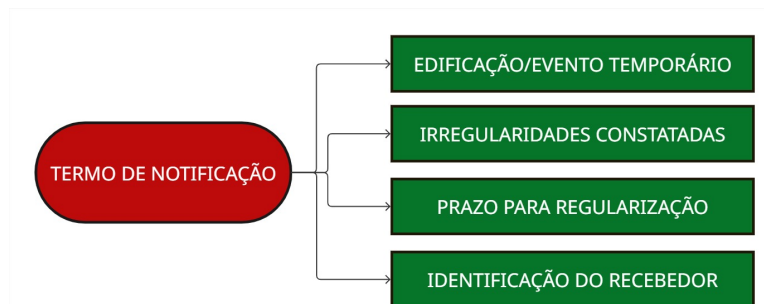 EDIFICAÇÃO/EVENTO TEMPORÁRIO
IRREGULARIDADES CONSTATADAS
TERMO DE NOTIFICAÇÃO
PRAZO PARA REGULARIZAÇÃO
IDENTIFICAÇÃO DO RECEBEDOR